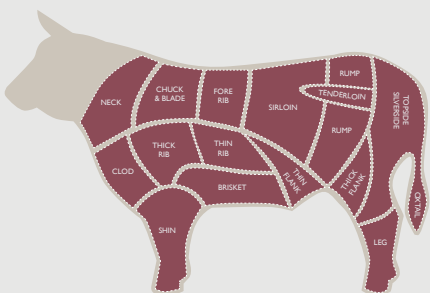 NECK
CHUCK
& BLADE
FORE
RIB
SIRLOIN
RUMP
TENDERLOIN
RUMP
TOPSIDE
SILVERSIDE
CLOD
THICK
RIB
THIN
RIB
BRISKET
THIN
FLANK
THICK
FLANK
OXTAIL
SHIN
LEG